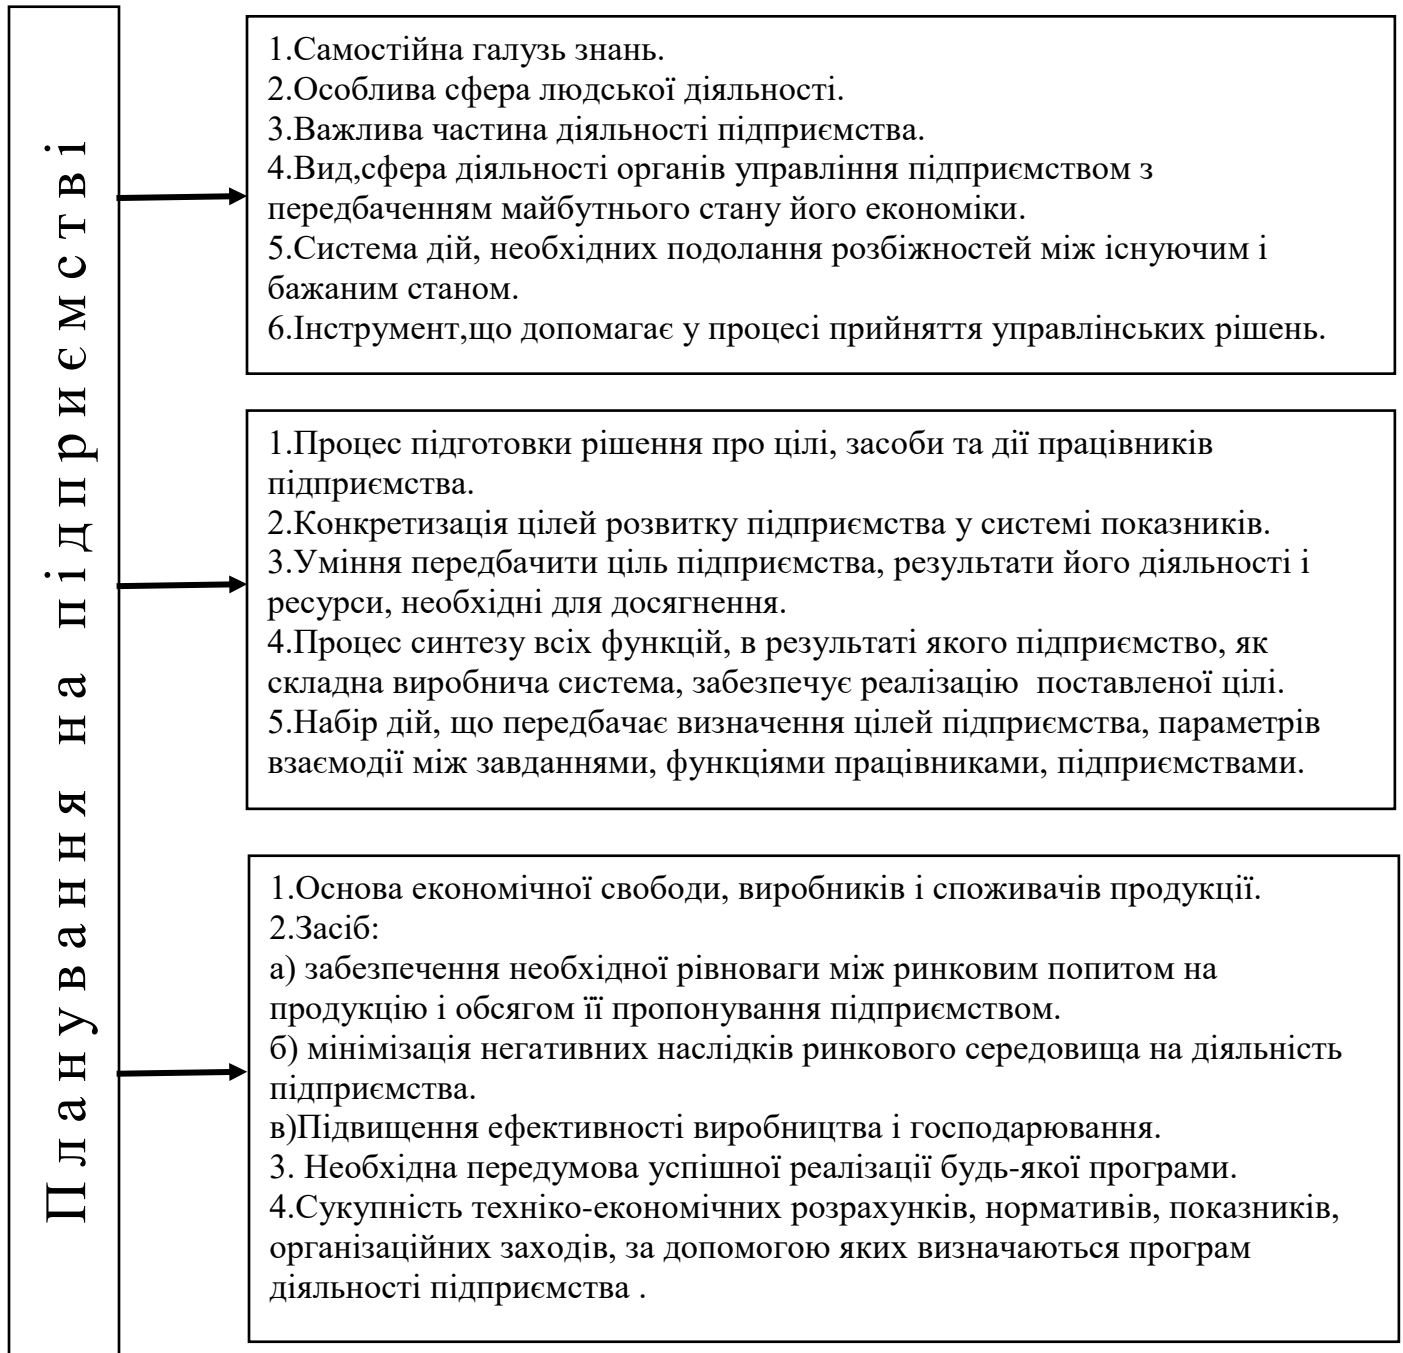 Планування на підприємстві
1.Самостійна галузь знань.
2.Особлива сфера людської діяльності.
3.Важлива частина діяльності підприємства.
4.Вид,сфера діяльності органів управління підприємством з
передбаченням майбутнього стану його економіки.
5.Система дій, необхідних подолання розбіжностей між існуючим і
бажаним станом.
6.Інструмент,що допомагає у процесі прийняття управлінських рішень.
1.Процес підготовки рішення про цілі, засоби та дії працівників
підприємства.
2.Конкретизація цілей розвитку підприємства у системі показників.
3.Уміння передбачити ціль підприємства, результати його діяльності і
ресурси, необхідні для досягнення.
4.Процес синтезу всіх функцій, в результаті якого підприємство, як
складна виробнича система, забезпечує реалізацію  поставленої цілі.
5.Набір дій, що передбачає визначення цілей підприємства, параметрів
взаємодії між завданнями, функціями працівниками, підприємствами.
1.Основа економічної свободи, виробників і споживачів продукції.
2.Засіб:
а) забезпечення необхідної рівноваги між ринковим попитом на
продукцію і обсягом її пропонування підприємством.
б) мінімізація негативних наслідків ринкового середовища на діяльність
підприємства.
в)Підвищення ефективності виробництва і господарювання.
3. Необхідна передумова успішної реалізації будь-якої програми.
4.Сукупність техніко-економічних розрахунків, нормативів, показників,
організаційних заходів, за допомогою яких визначаються програм
діяльності підприємства .